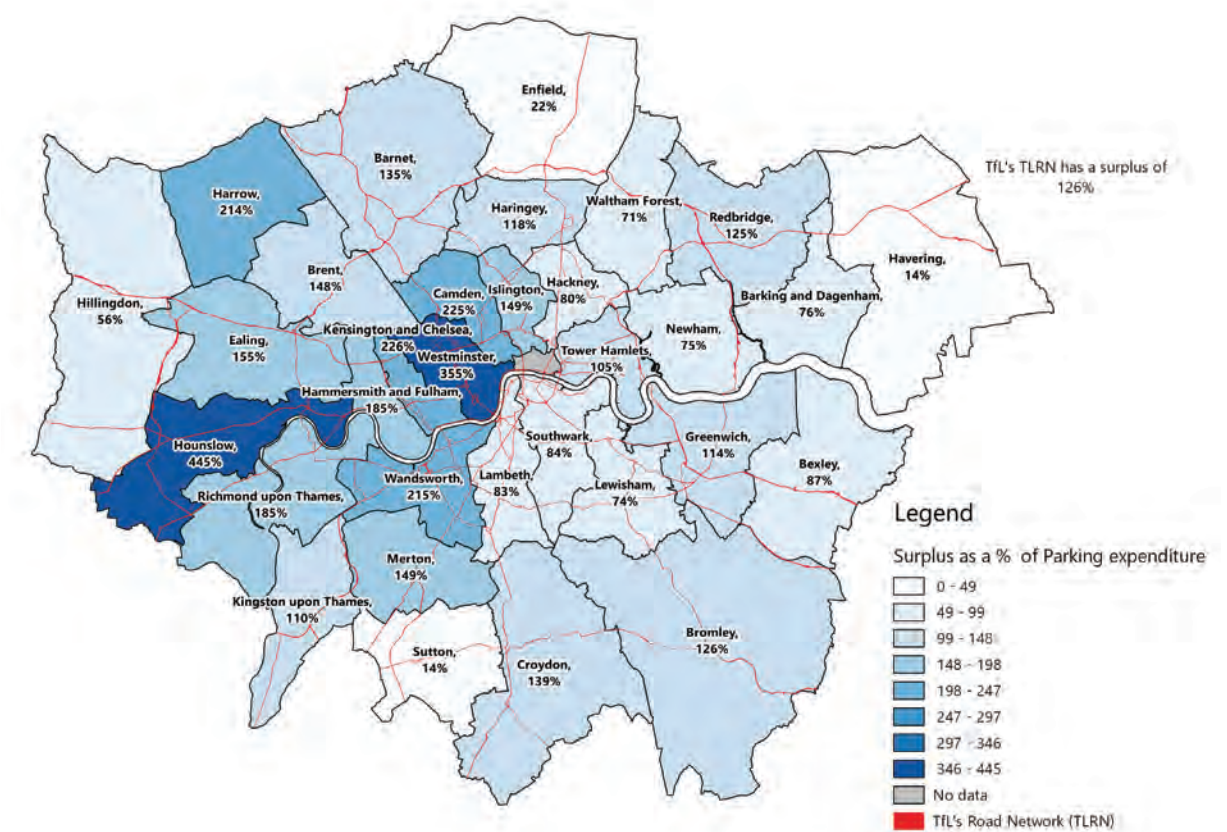 Enfield,
22%
Barnet,
135%
TfL's TLRN has a surplus of
126%
Harrow,
214%
Haringey,
118%
Waltham Forest,
71%
Redbridge,
125%
Havering,
14%
Brent,
148%
Hackney,
80%
Camden,
225%
Islington,
149%
Barking and Dagenham,
76%
Hillingdon,
56%
Ealing,
155%
Kensington and Chelsea,
226%
Westminster,
355%
Newham,
75%
Tower Hamlets,
105%
Hammersmith and Fulham,
185%
Hounslow,
445%
Southwark,
84%
Greenwich,
114%
Bexley,
87%
Wandsworth,
215%
Lambeth,
83%
Lewisham,
74%
Richmond upon Thames,
185%
Merton,
149%
Kingston upon Thames,
110%
Sutton,
14%
Croydon,
139%
Bromley,
126%
Legend
Surplus as a % of Parking expenditure
0 - 49
49 - 99
99 - 148
148 - 198
198 - 247
247 - 297
297 - 346
346 - 445
No data
TfL's Road Network (TLRN)